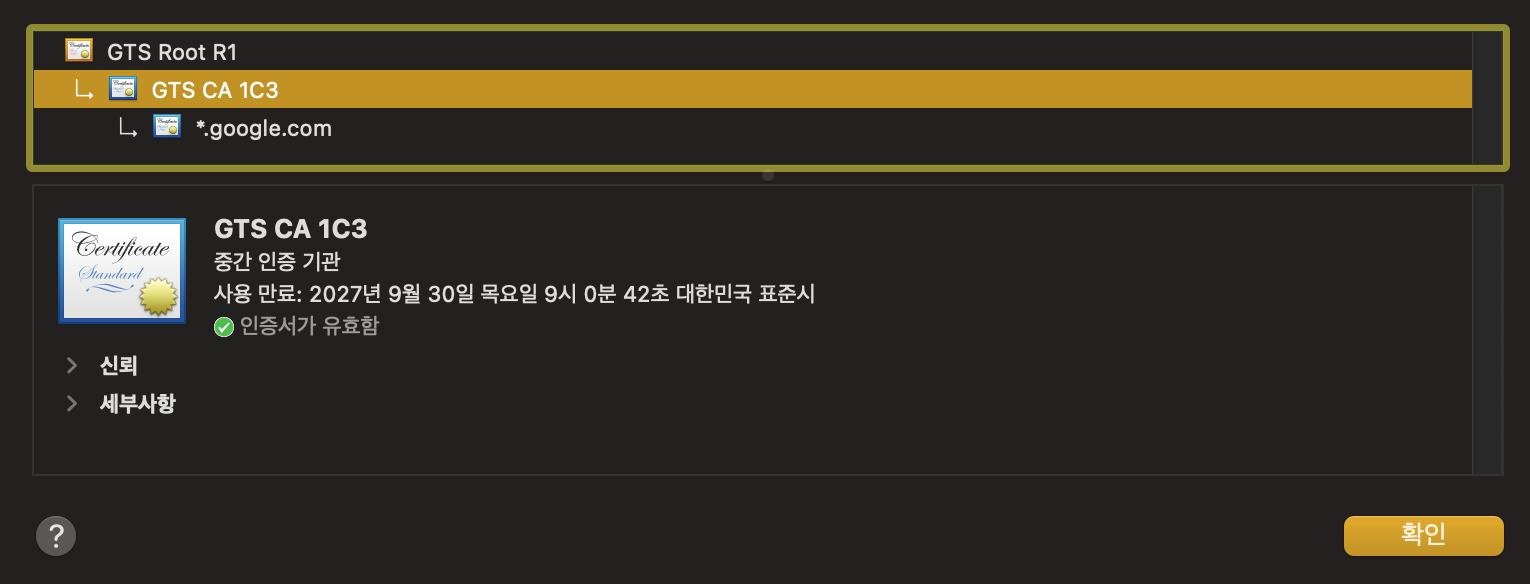 GTS Root R1
GTS CA 1C3
*.google.com
Certificate
Standard
GTS CA 1C3
중간 인증 기관
사용 만료: 2027년 9월 30일 목요일 9시 0분 42초 대한민국 표준시
인증서가 유효함
신뢰
세부사항
?
확인